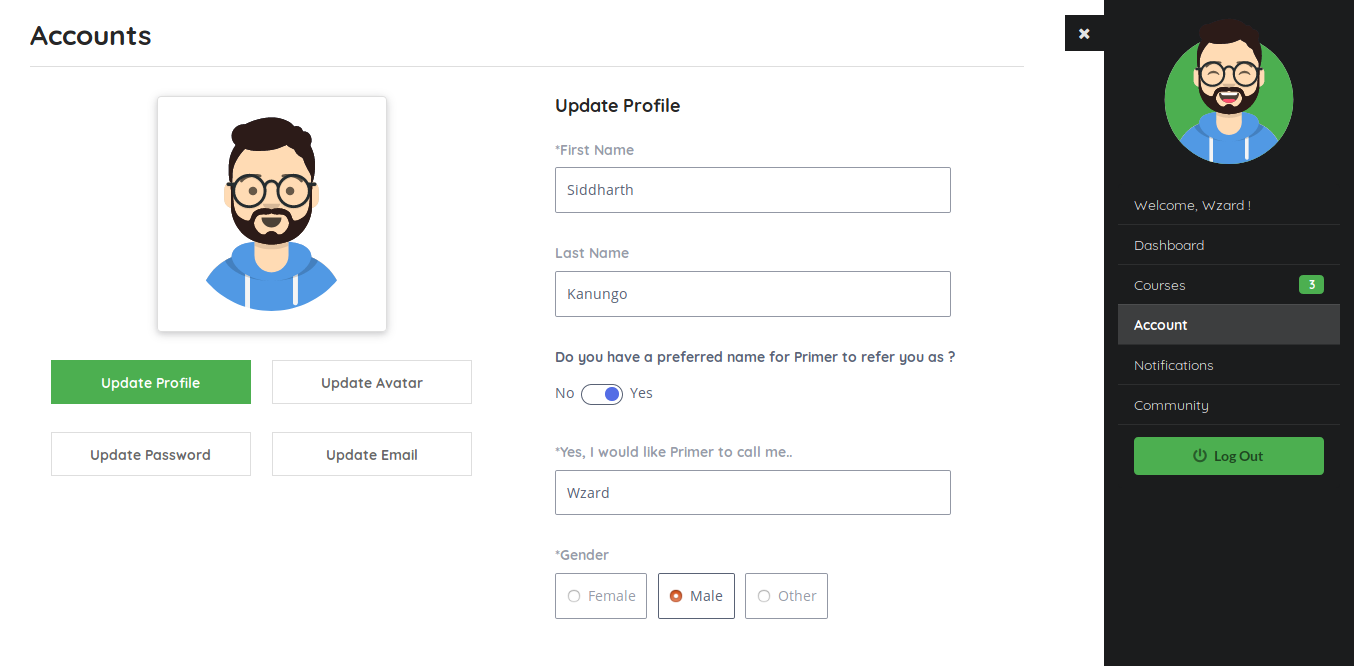 Accounts
Update Profile
Update Avatar
Update Password
Update Email
Update Profile
*First Name
Siddharth
Last Name
Kanungo
Do you have a preferred name for Primer to refer you as ?
No Yes
*Yes, I would like Primer to call me..
Wzard
*Gender
Female Male Other
Welcome, Wzard !
Dashboard
Courses 3
Account
Notifications
Community
Log Out